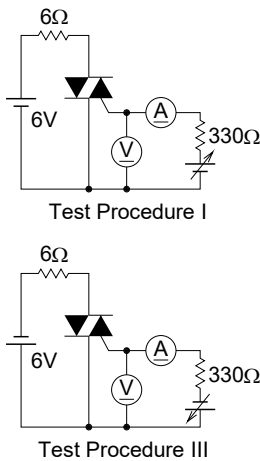 6Ω
A
V
330Ω
6V
Test Procedure I
6Ω
A
V
330Ω
6V
Test Procedure III